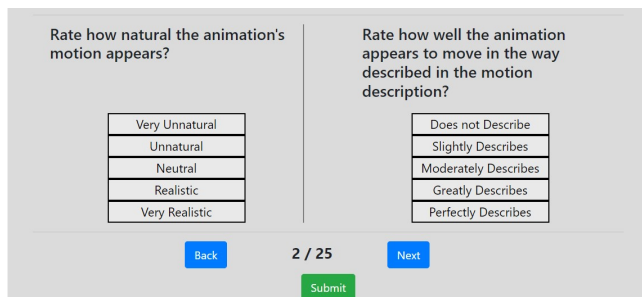 Rate how natural the animation's
motion appears?
Very Unnatural
Unnatural
Neutral
Realistic
Very Realistic
Rate how well the animation
appears to move in the way
described in the motion
description?
Does not Describe
Slightly Describes
Moderately Describes
Greatly Describes
Perfectly Describes
Back
2 / 25
Next
Submit